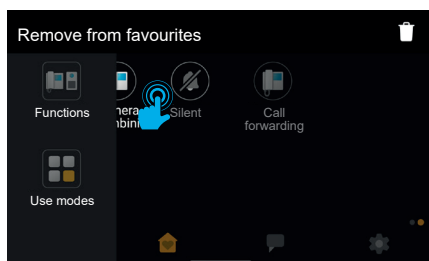 Remove from favourites
Functions
Silent
Call
forwarding
Use modes